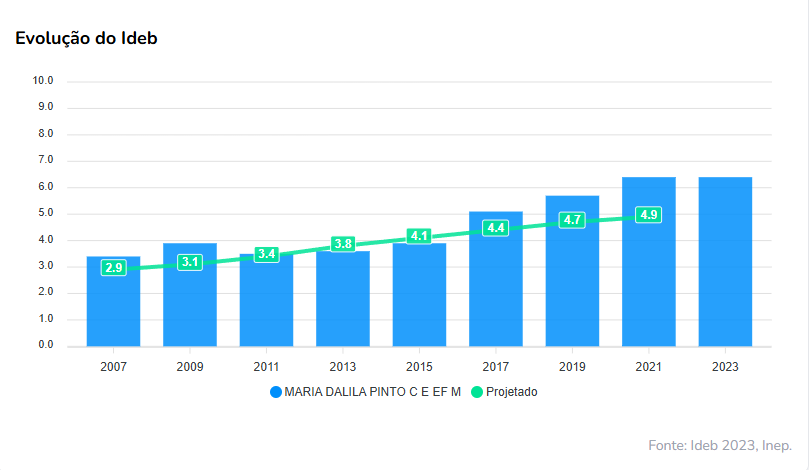 Evolução do Ideb
10.0
9.0
8.0
7.0
6.0
5.0
4.0
3.0
2.0
1.0
0.0
2.9 3.1 3.4 3.8 4.1 4.4 4.7 4.9
2007 2009 2011 2013 2015 2017 2019 2021 2023
MARIA DALILA PINTO C E EF M Projetado
Fonte: Ideb 2023, Inep.